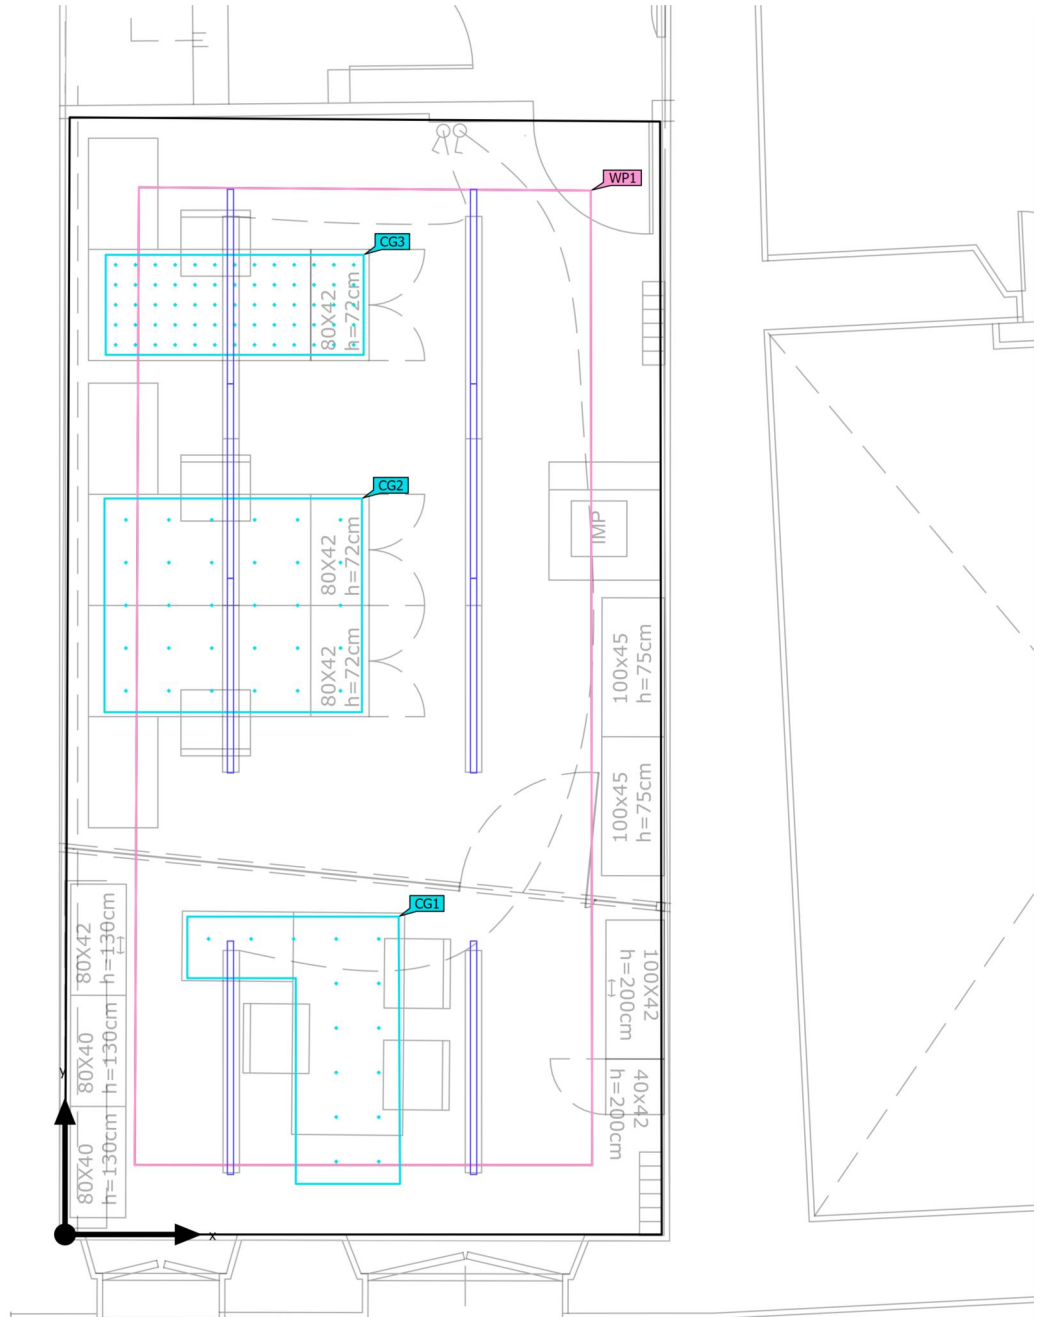 WP1
CG3
80X42
h=72cm
CG2
80X42
h=72cm
IMP
80X42
h=72cm
100x45
h=75cm
100x45
h=75cm
CG1
80X42
h=130cm
100X42
h=200cm
80X40
h=130cm
40x42
h=200cm
80X40
h=130cm
y
x